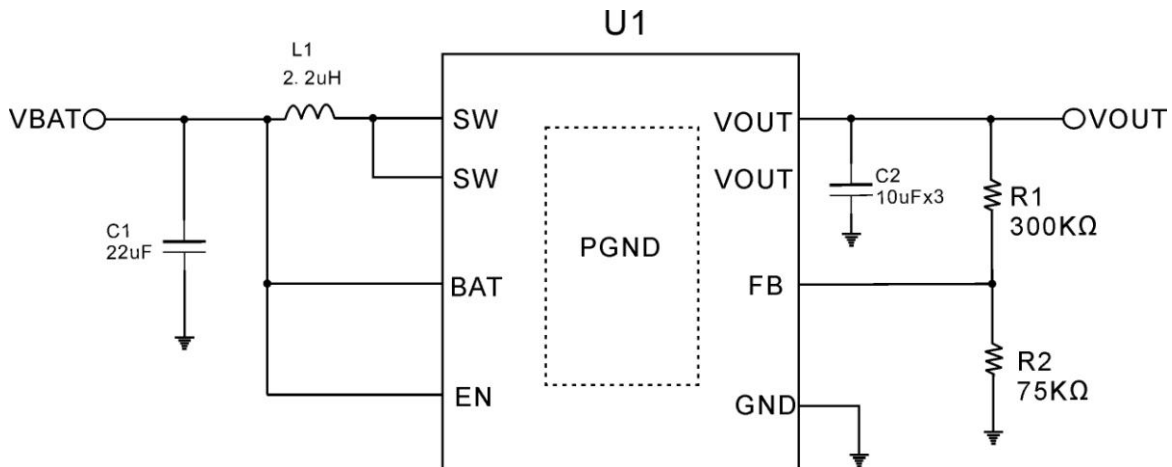 U1
L1
2. 2uH
VBAT
SW
VOUT
VOUT
SW
VOUT
C2
10uFx3
R1
300KΩ
C1
22uF
PGND
BAT
FB
R2
75KΩ
EN
GND